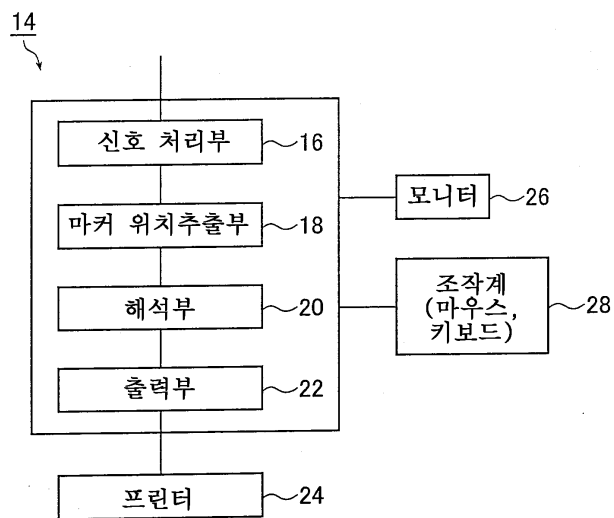 14
신호 처리부
16
마커 위치추출부
18
해석부
20
출력부
22
프린터
24
모니터
26
조작계
(마우스,
키보드)
28